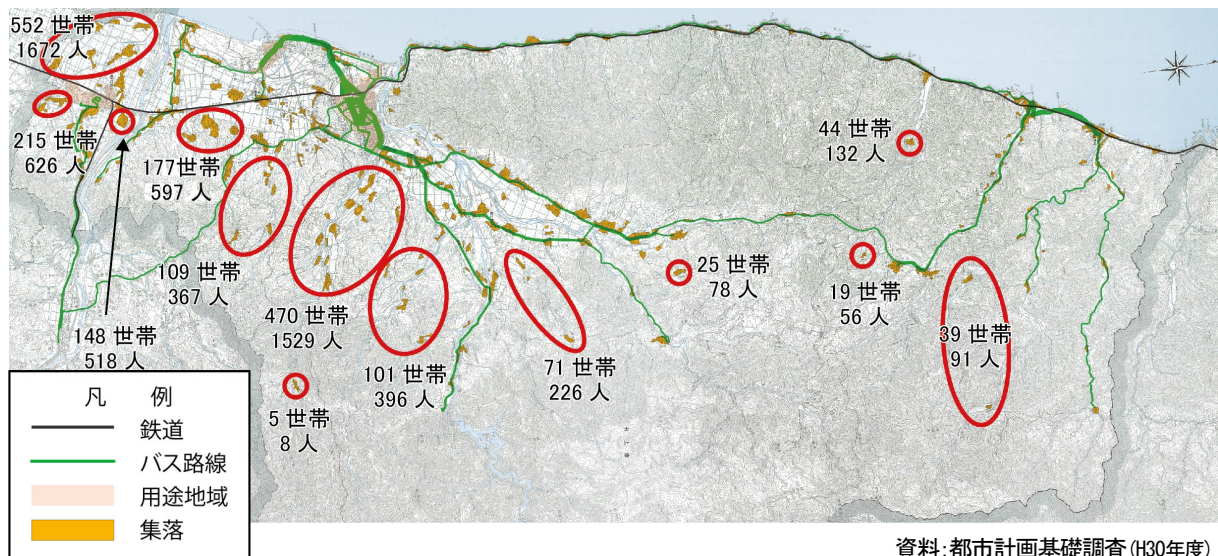 552 世帯
1672 人
215 世帯
626 人
177世帯
597 人
44 世帯
132 人
109 世帯
367 人
148 世帯
518 人
470 世帯
1529 人
101 世帯
396 人
5 世帯
8 人
71 世帯
226 人
25 世帯
78 人
19 世帯
56 人
39 世帯
91 人
凡 例
鉄道
バス路線
用途地域
集落
資料:都市計画基礎調査(H30年度)